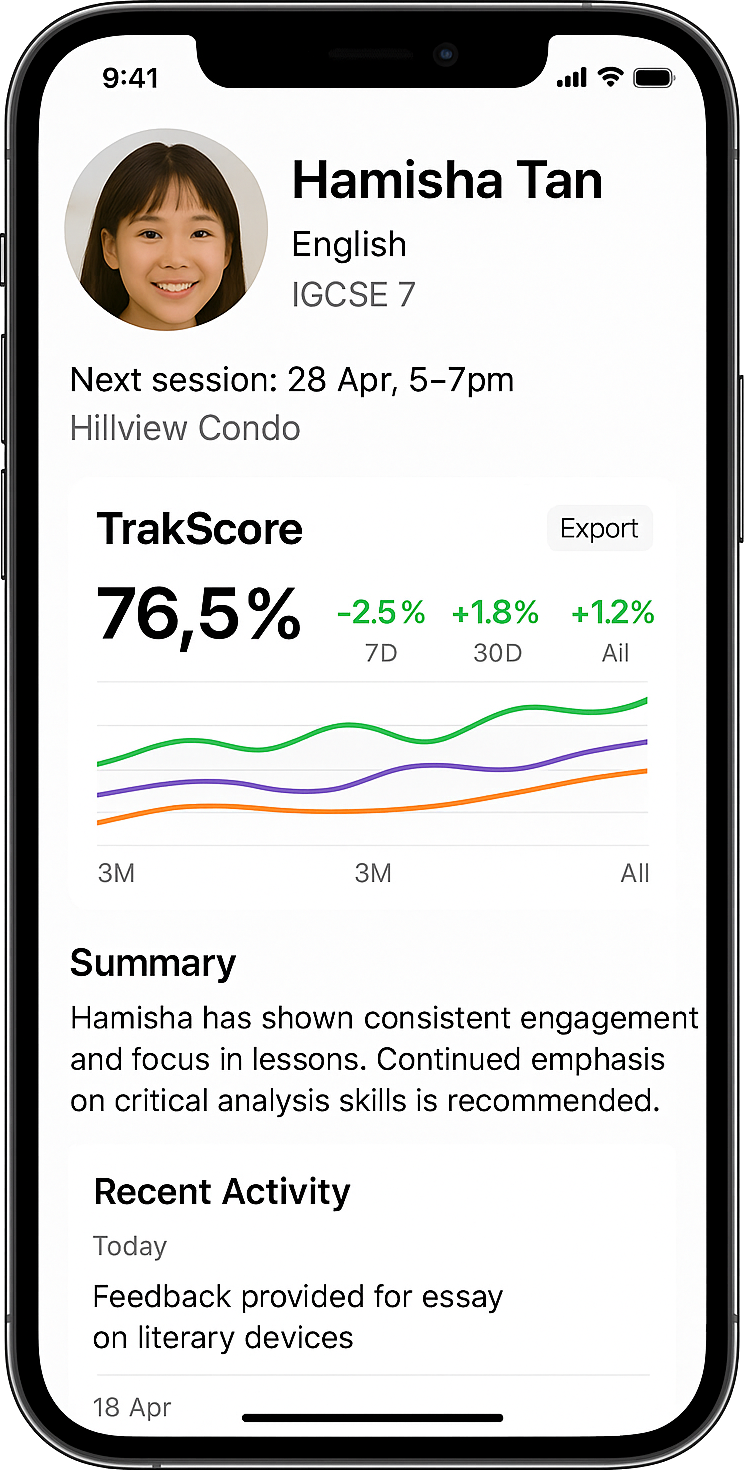 9:41
Hamisha Tan
English
IGCSE 7
Next session: 28 Apr, 5–7pm
Hillview Condo
TrakScore
Export
76,5%
-2.5% +1.8% +1.2%
7D 30D Ail
3M 3M All
Summary
Hamisha has shown consistent engagement
and focus in lessons. Continued emphasis
on critical analysis skills is recommended.
Recent Activity
Today
Feedback provided for essay
on literary devices
18 Apr